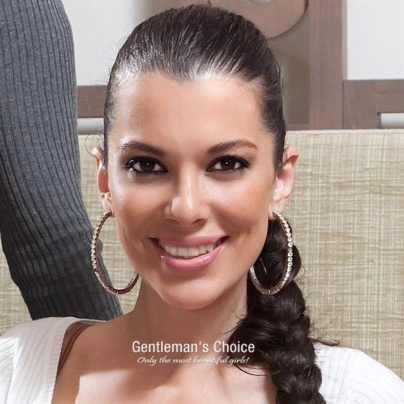 Gentleman's Choice
Only the most beautiful girls!